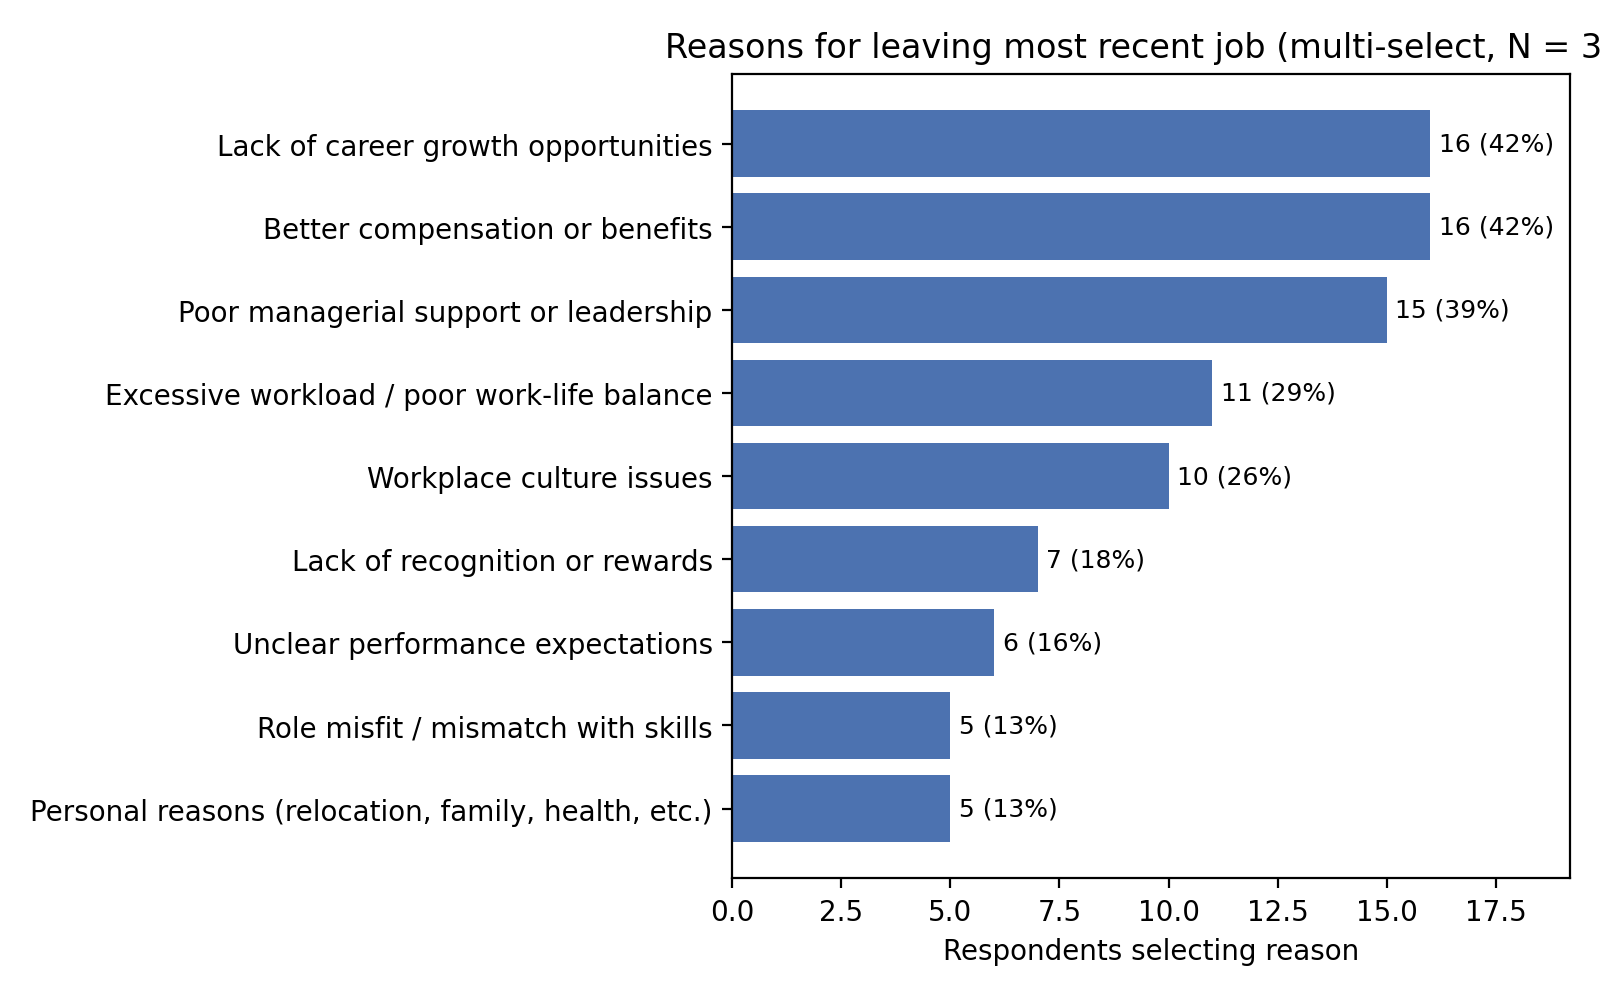 Reasons for leaving most recent job (multi-select, N = 3
Lack of career growth opportunities 16 (42%)
Better compensation or benefits 16 (42%)
Poor managerial support or leadership 15 (39%)
Excessive workload / poor work-life balance 11 (29%)
Workplace culture issues 10 (26%)
Lack of recognition or rewards 7 (18%)
Unclear performance expectations 6 (16%)
Role misfit / mismatch with skills 5 (13%)
Personal reasons (relocation, family, health, etc.) 5 (13%)
0.0 2.5 5.0 7.5 10.0 12.5 15.0 17.5
Respondents selecting reason